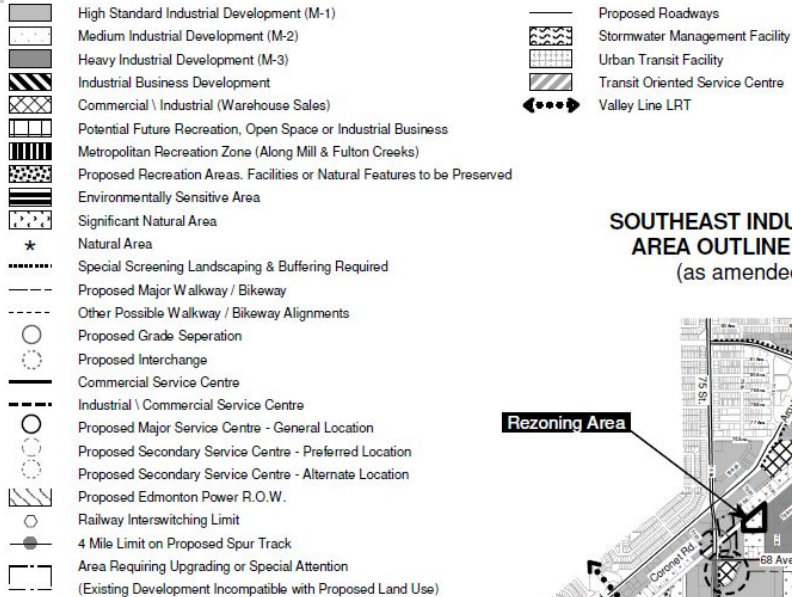 High Standard Industrial Development (M-1)
Medium Industrial Development (M-2)
Heavy Industrial Development (M-3)
Industrial Business Development
Commercial \ Industrial (Warehouse Sales)
Potential Future Recreation, Open Space or Industrial Business
Metropolitan Recreation Zone (Along Mill & Fulton Creeks)
Proposed Recreation Areas. Facilities or Natural Features to be Preserved
Environmentally Sensitive Area
Significant Natural Area
* Natural Area
Special Screening Landscaping & Buffering Required
Proposed Major Walkway / Bikeway
Other Possible Walkway / Bikeway Alignments
Proposed Grade Seperation
Proposed Interchange
Commercial Service Centre
Industrial \ Commercial Service Centre
Proposed Major Service Centre - General Location
Proposed Secondary Service Centre - Preferred Location
Proposed Secondary Service Centre - Alternate Location
Proposed Edmonton Power R.O.W.
Railway Interswitching Limit
4 Mile Limit on Proposed Spur Track
Area Requiring Upgrading or Special Attention
(Existing Development Incompatible with Proposed Land Use)
Proposed Roadways
Stormwater Management Facility
Urban Transit Facility
Transit Oriented Service Centre
Valley Line LRT
SOUTHEAST INDU
AREA OUTLINE
(as amended
75 St.
Rezoning Area
Coronet Rd.
68 Ave